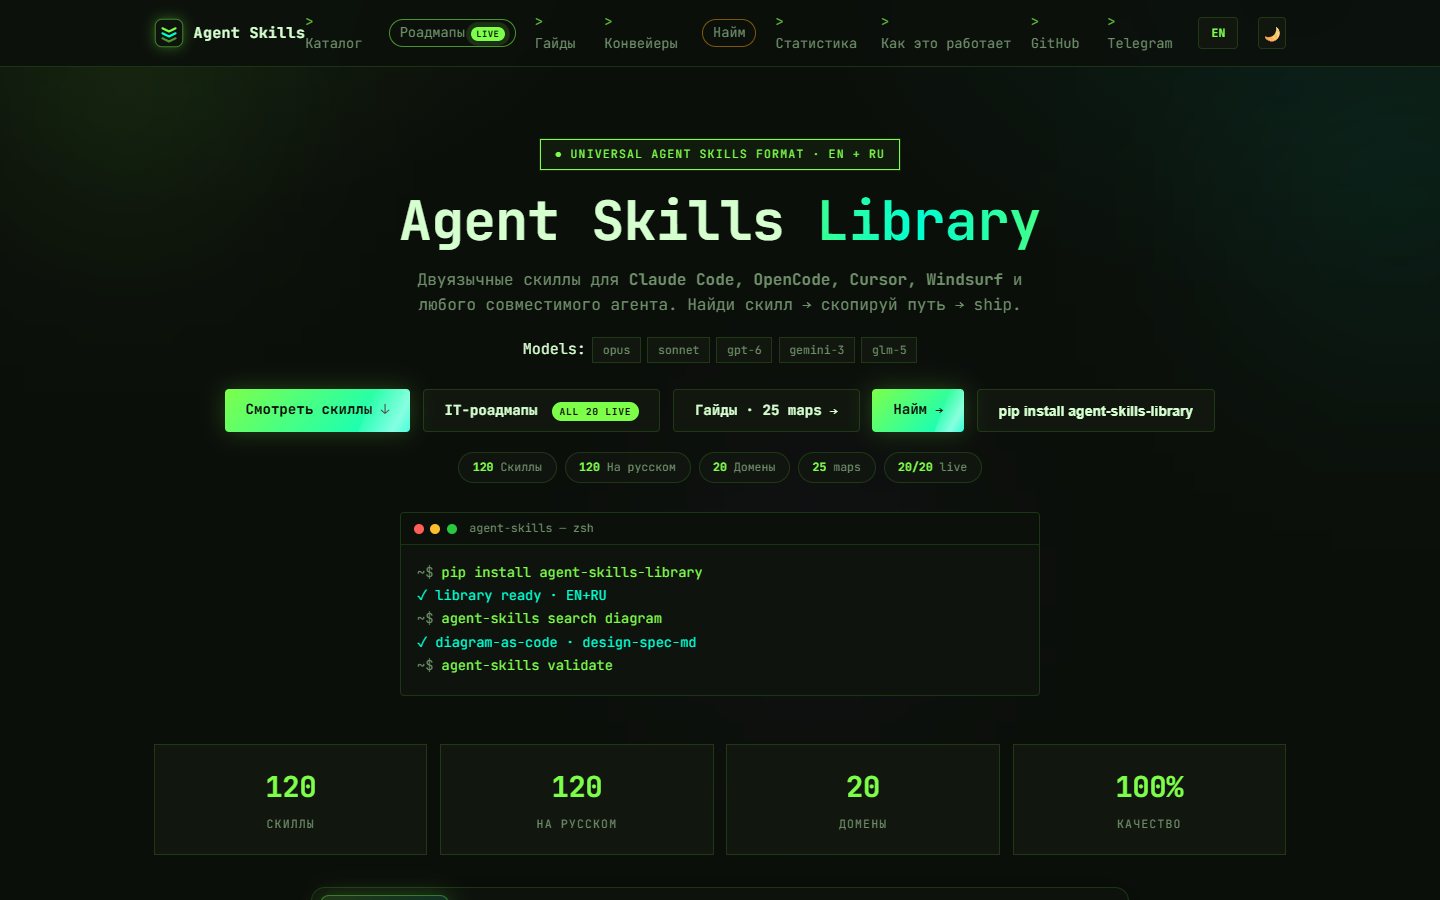 Agent Skills
> Каталог
Роадмапы LIVE
> Гайды
> Конвейеры
Найм
> Статистика
> Как это работает
> GitHub
> Telegram
EN
● UNIVERSAL AGENT SKILLS FORMAT · EN + RU
Agent Skills Library
Двуязычные скиллы для Claude Code, OpenCode, Cursor, Windsurf и
любого совместимого агента. Найди скилл → скопируй путь → ship.
Models: opus sonnet gpt-6 gemini-3 glm-5
Смотреть скиллы ↓
IT-роадмапы ALL 20 LIVE
Гайды · 25 maps →
Найм →
pip install agent-skills-library
120 Скиллы
120 На русском
20 Домены
25 maps
20/20 live
agent-skills — zsh
~$ pip install agent-skills-library
✓ library ready · EN+RU
~$ agent-skills search diagram
✓ diagram-as-code · design-spec-md
~$ agent-skills validate
120
СКИЛЛЫ
120
НА РУССКОМ
20
ДОМЕНЫ
100%
КАЧЕСТВО